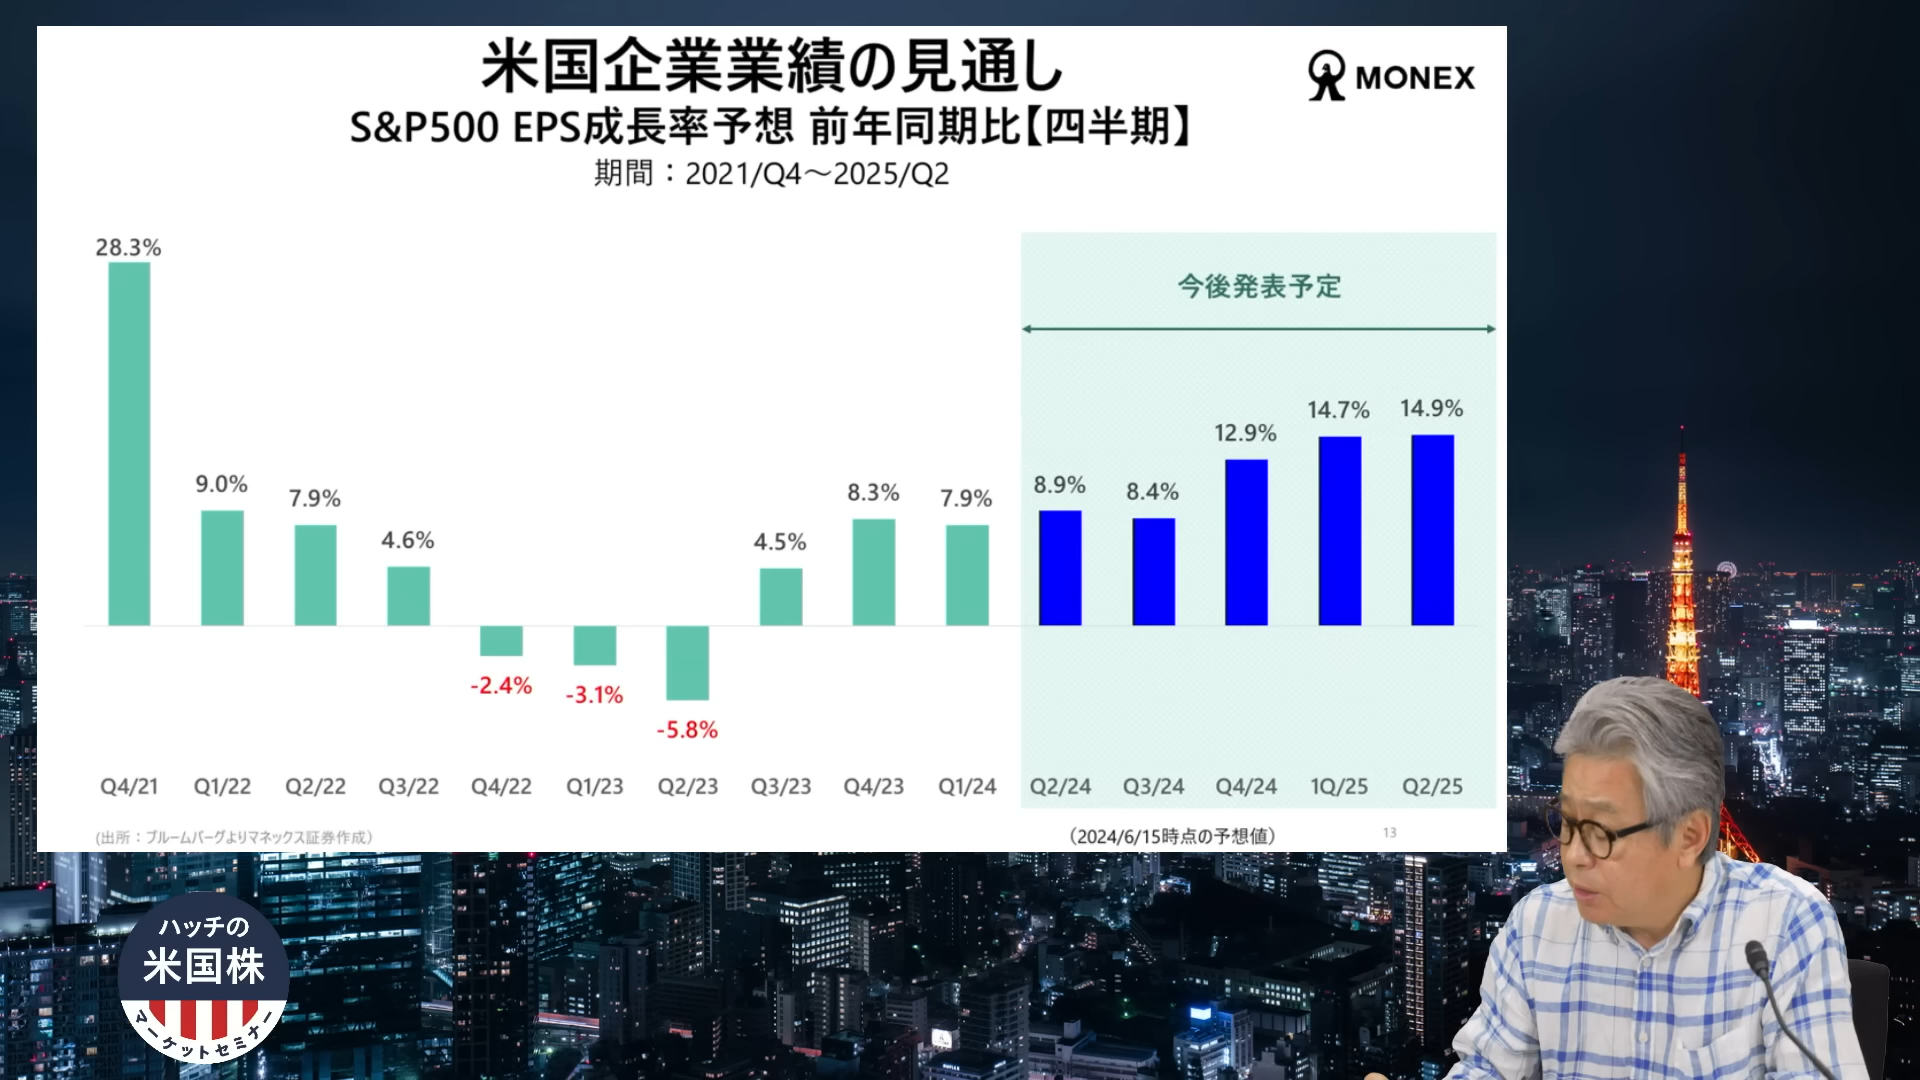 米国企業業績の見通し
MONEX
S&P500 EPS成長率予想 前年同期比【四半期】
期間：2021/Q4～2025/Q2
今後発表予定
28.3%
9.0%
7.9%
4.6%
-2.4%
-3.1%
-5.8%
4.5%
8.3%
7.9%
8.9%
8.4%
12.9%
14.7%
14.9%
Q4/21 Q1/22 Q2/22 Q3/22 Q4/22 Q1/23 Q2/23 Q3/23 Q4/23 Q1/24 Q2/24 Q3/24 Q4/24 1Q/25 Q2/25
(出所：ブルームバーグよりマネックス証券作成)
（2024/6/15時点の予想値）
13
ハッチの
米国株
マーケットセミナー